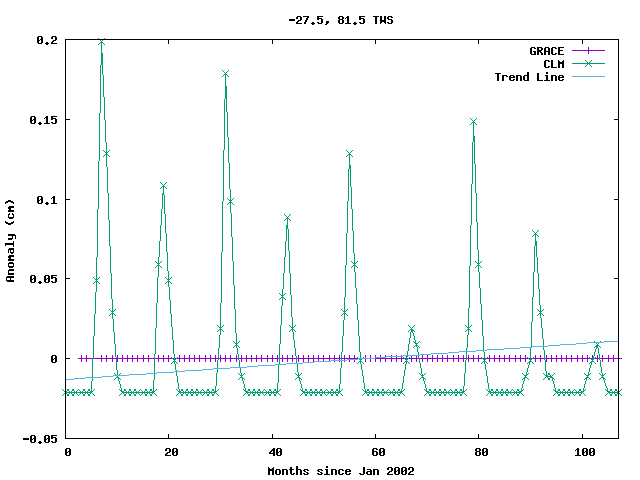 -27.5, 81.5 TWS
0.2
GRACE
CLM
Trend Line
0.15
0.1
Anomaly (cm)
0.05
0
-0.05
0 20 40 60 80 100
Months since Jan 2002